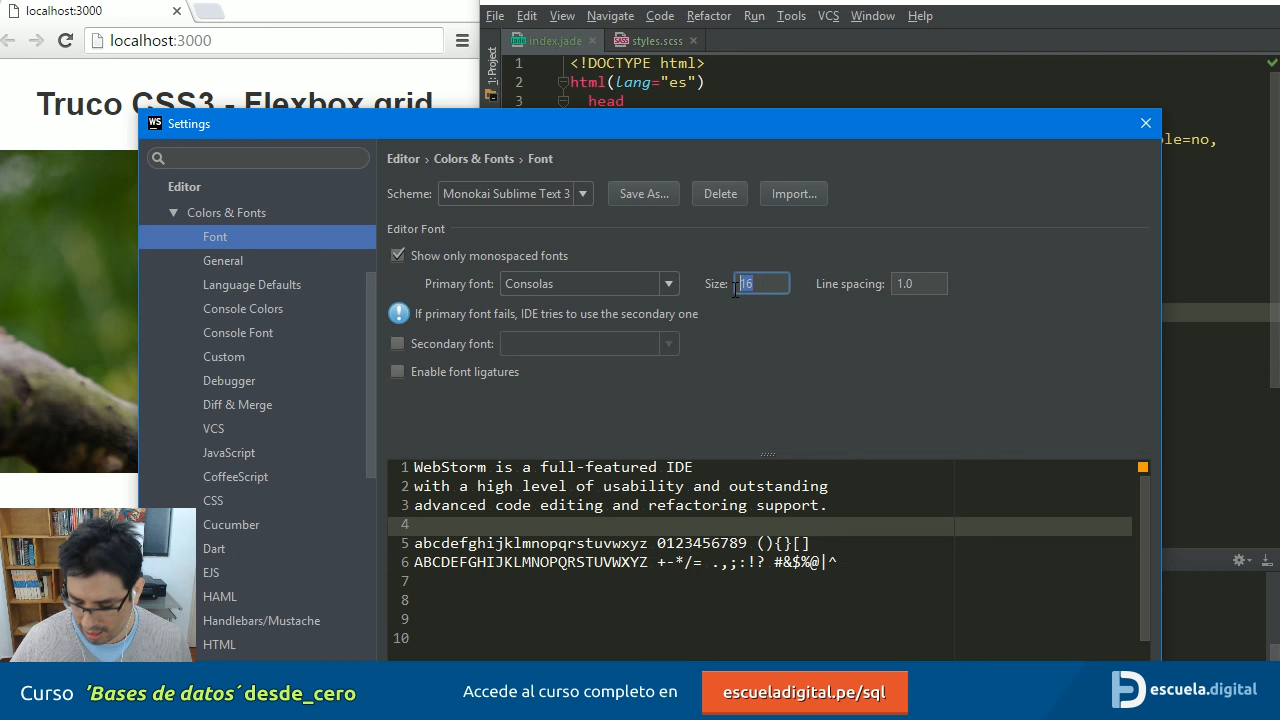 localhost:3000
localhost:3000
Truco CSS3 - Flexbox grid
File Edit View Navigate Code Refactor Run Tools VCS Window Help
index.jade
styles.scss
1: Project
1 <!DOCTYPE html>
2 html(lang="es")
3 head
ble=no,
WS Settings
Editor
Colors & Fonts
Font
General
Language Defaults
Console Colors
Console Font
Custom
Debugger
Diff & Merge
VCS
JavaScript
CoffeeScript
CSS
Cucumber
Dart
EJS
HAML
Handlebars/Mustache
HTML
Editor › Colors & Fonts › Font
Scheme: Monokai Sublime Text 3 Save As... Delete Import...
Editor Font
Show only monospaced fonts
Primary font: Consolas Size: 16 Line spacing: 1.0
If primary font fails, IDE tries to use the secondary one
Secondary font:
Enable font ligatures
1 WebStorm is a full-featured IDE
2 with a high level of usability and outstanding
3 advanced code editing and refactoring support.
4
5 abcdefghijklmnopqrstuvwxyz 0123456789 (){}[]
6 ABCDEFGHIJKLMNOPQRSTUVWXYZ +-*/= .,;:!? #&$%@|^
7
8
9
10
Curso 'Bases de datos´ desde_cero
Accede al curso completo en
escueladigital.pe/sql
escuela.digital